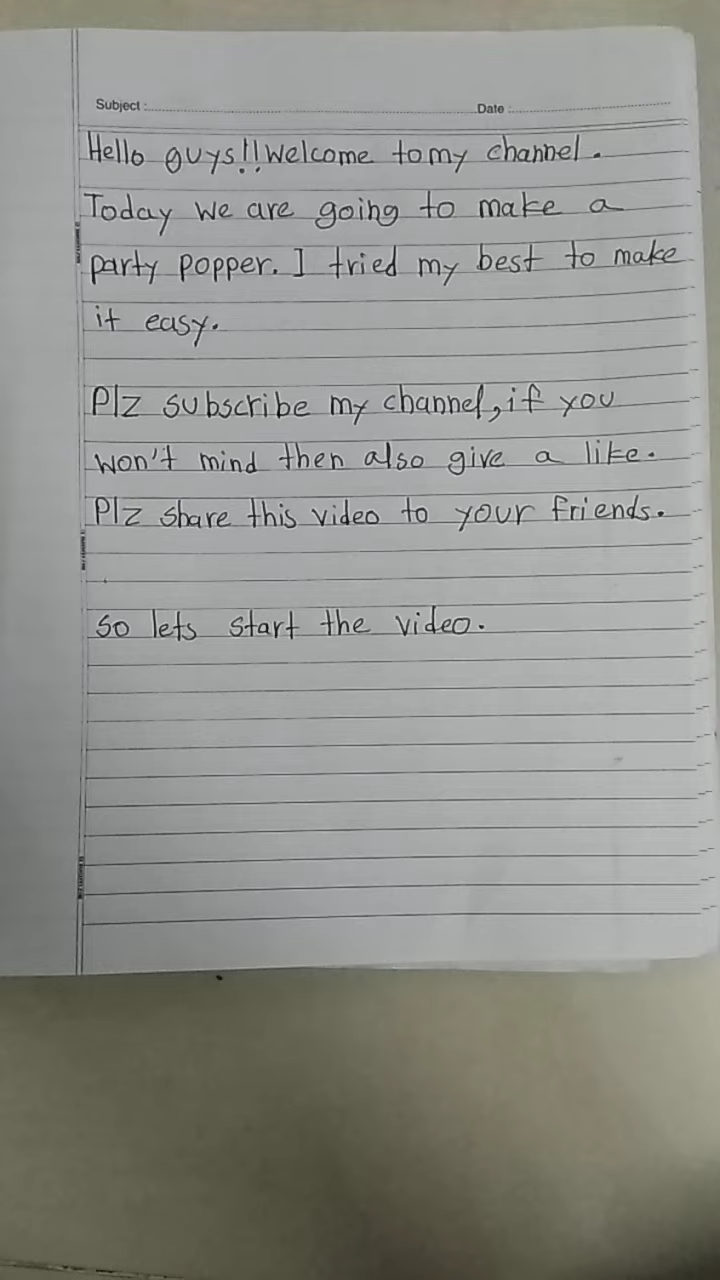 Subject :
Date :
Hello guys!! Welcome to my channel.
Today we are going to make a
party popper. I tried my best to make
it easy.
Plz subscribe my channel, if you
won't mind then also give a like.
Plz share this video to your friends.
so lets start the video.